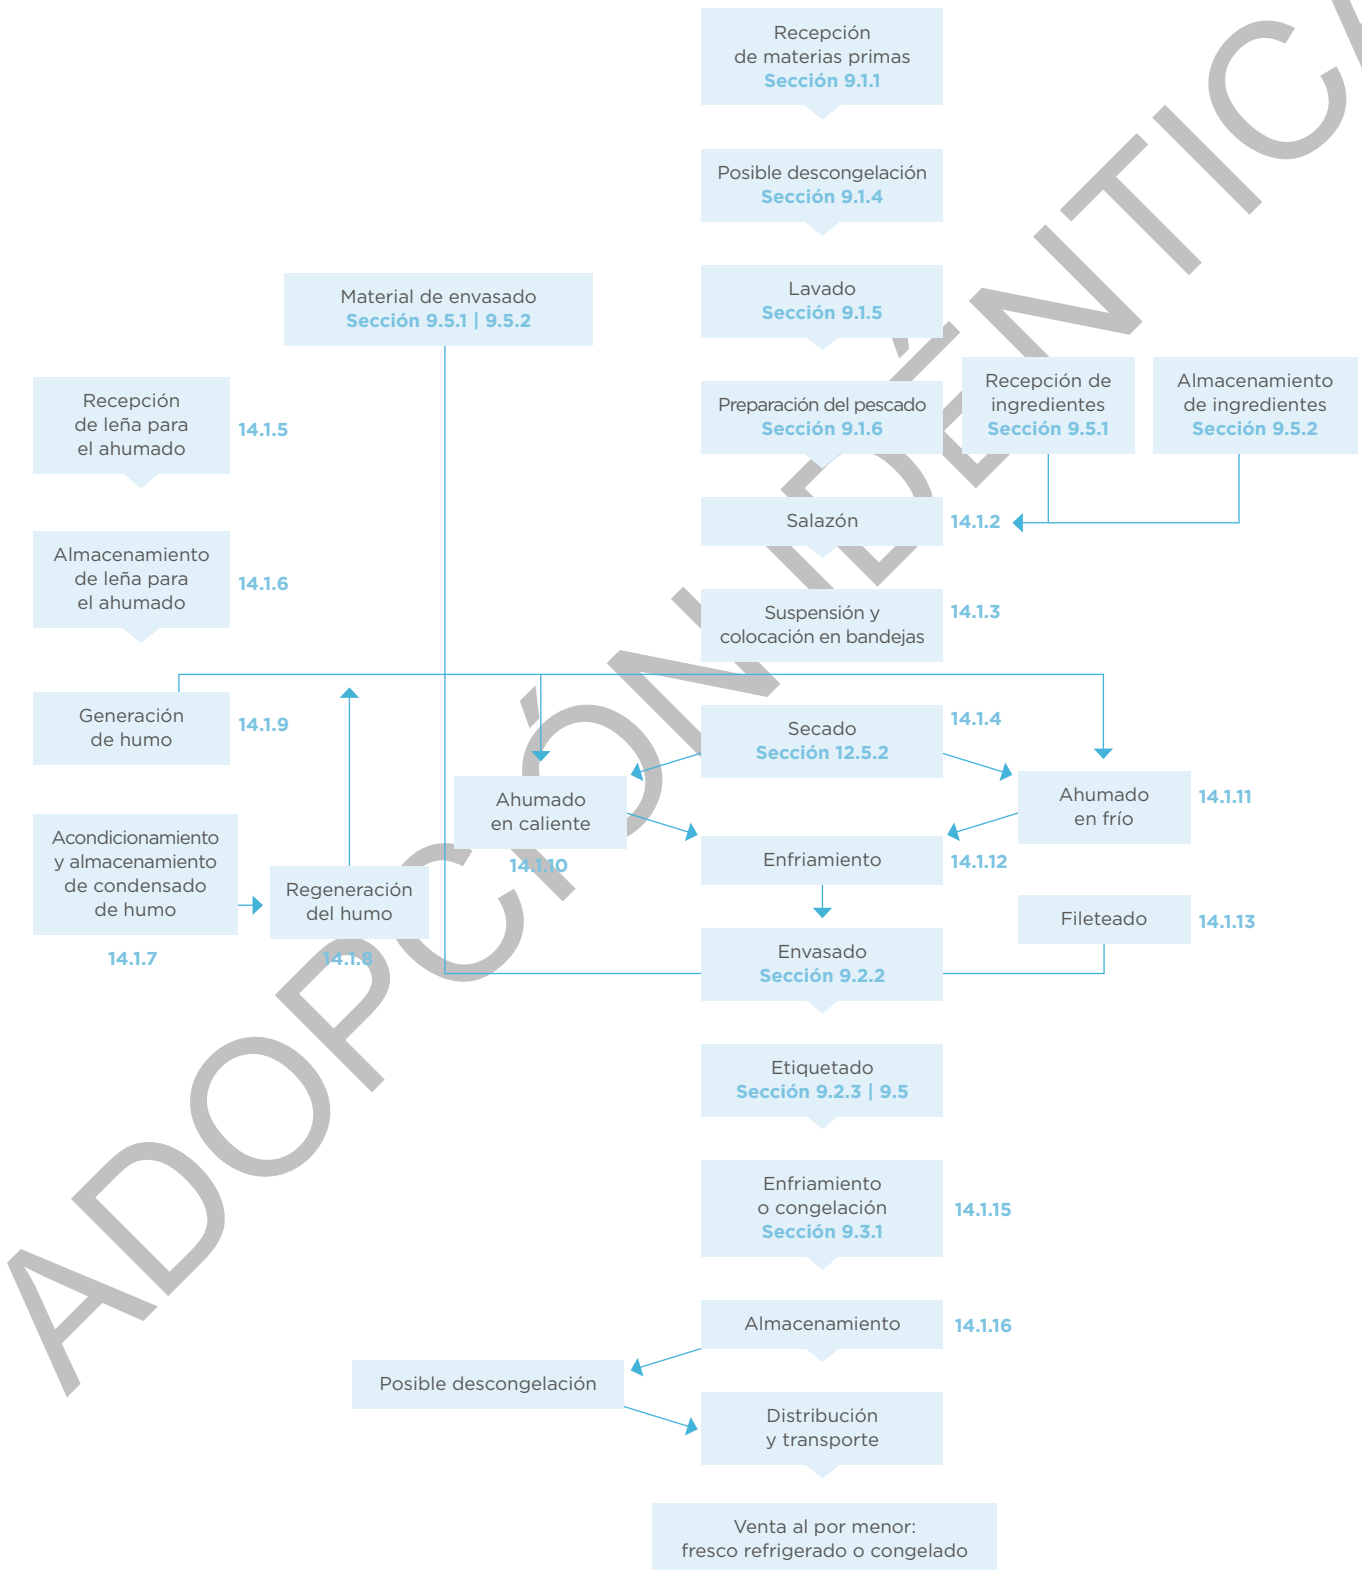 Recepción
de materias primas
Sección 9.1.1
Posible descongelación
Sección 9.1.4
Lavado
Sección 9.1.5
Material de envasado
Sección 9.5.1 | 9.5.2
Preparación del pescado
Sección 9.1.6
Recepción de
ingredientes
Sección 9.5.1
Almacenamiento
de ingredientes
Sección 9.5.2
Recepción
de leña para
el ahumado
14.1.5
Salazón
14.1.2
Almacenamiento
de leña para
el ahumado
14.1.6
Suspensión y
colocación en bandejas
14.1.3
Generación
de humo
14.1.9
Secado
Sección 12.5.2
14.1.4
Ahumado
en caliente
14.1.10
Ahumado
en frío
14.1.11
Acondicionamiento
y almacenamiento
de condensado
de humo
14.1.7
Regeneración
del humo
14.1.8
Enfriamiento
14.1.12
Fileteado
14.1.13
Envasado
Sección 9.2.2
Etiquetado
Sección 9.2.3 | 9.5
Enfriamiento
o congelación
Sección 9.3.1
14.1.15
Almacenamiento
14.1.16
Posible descongelación
Distribución
y transporte
Venta al por menor:
fresco refrigerado o congelado
ADOPCIÓN IDÉNTICA